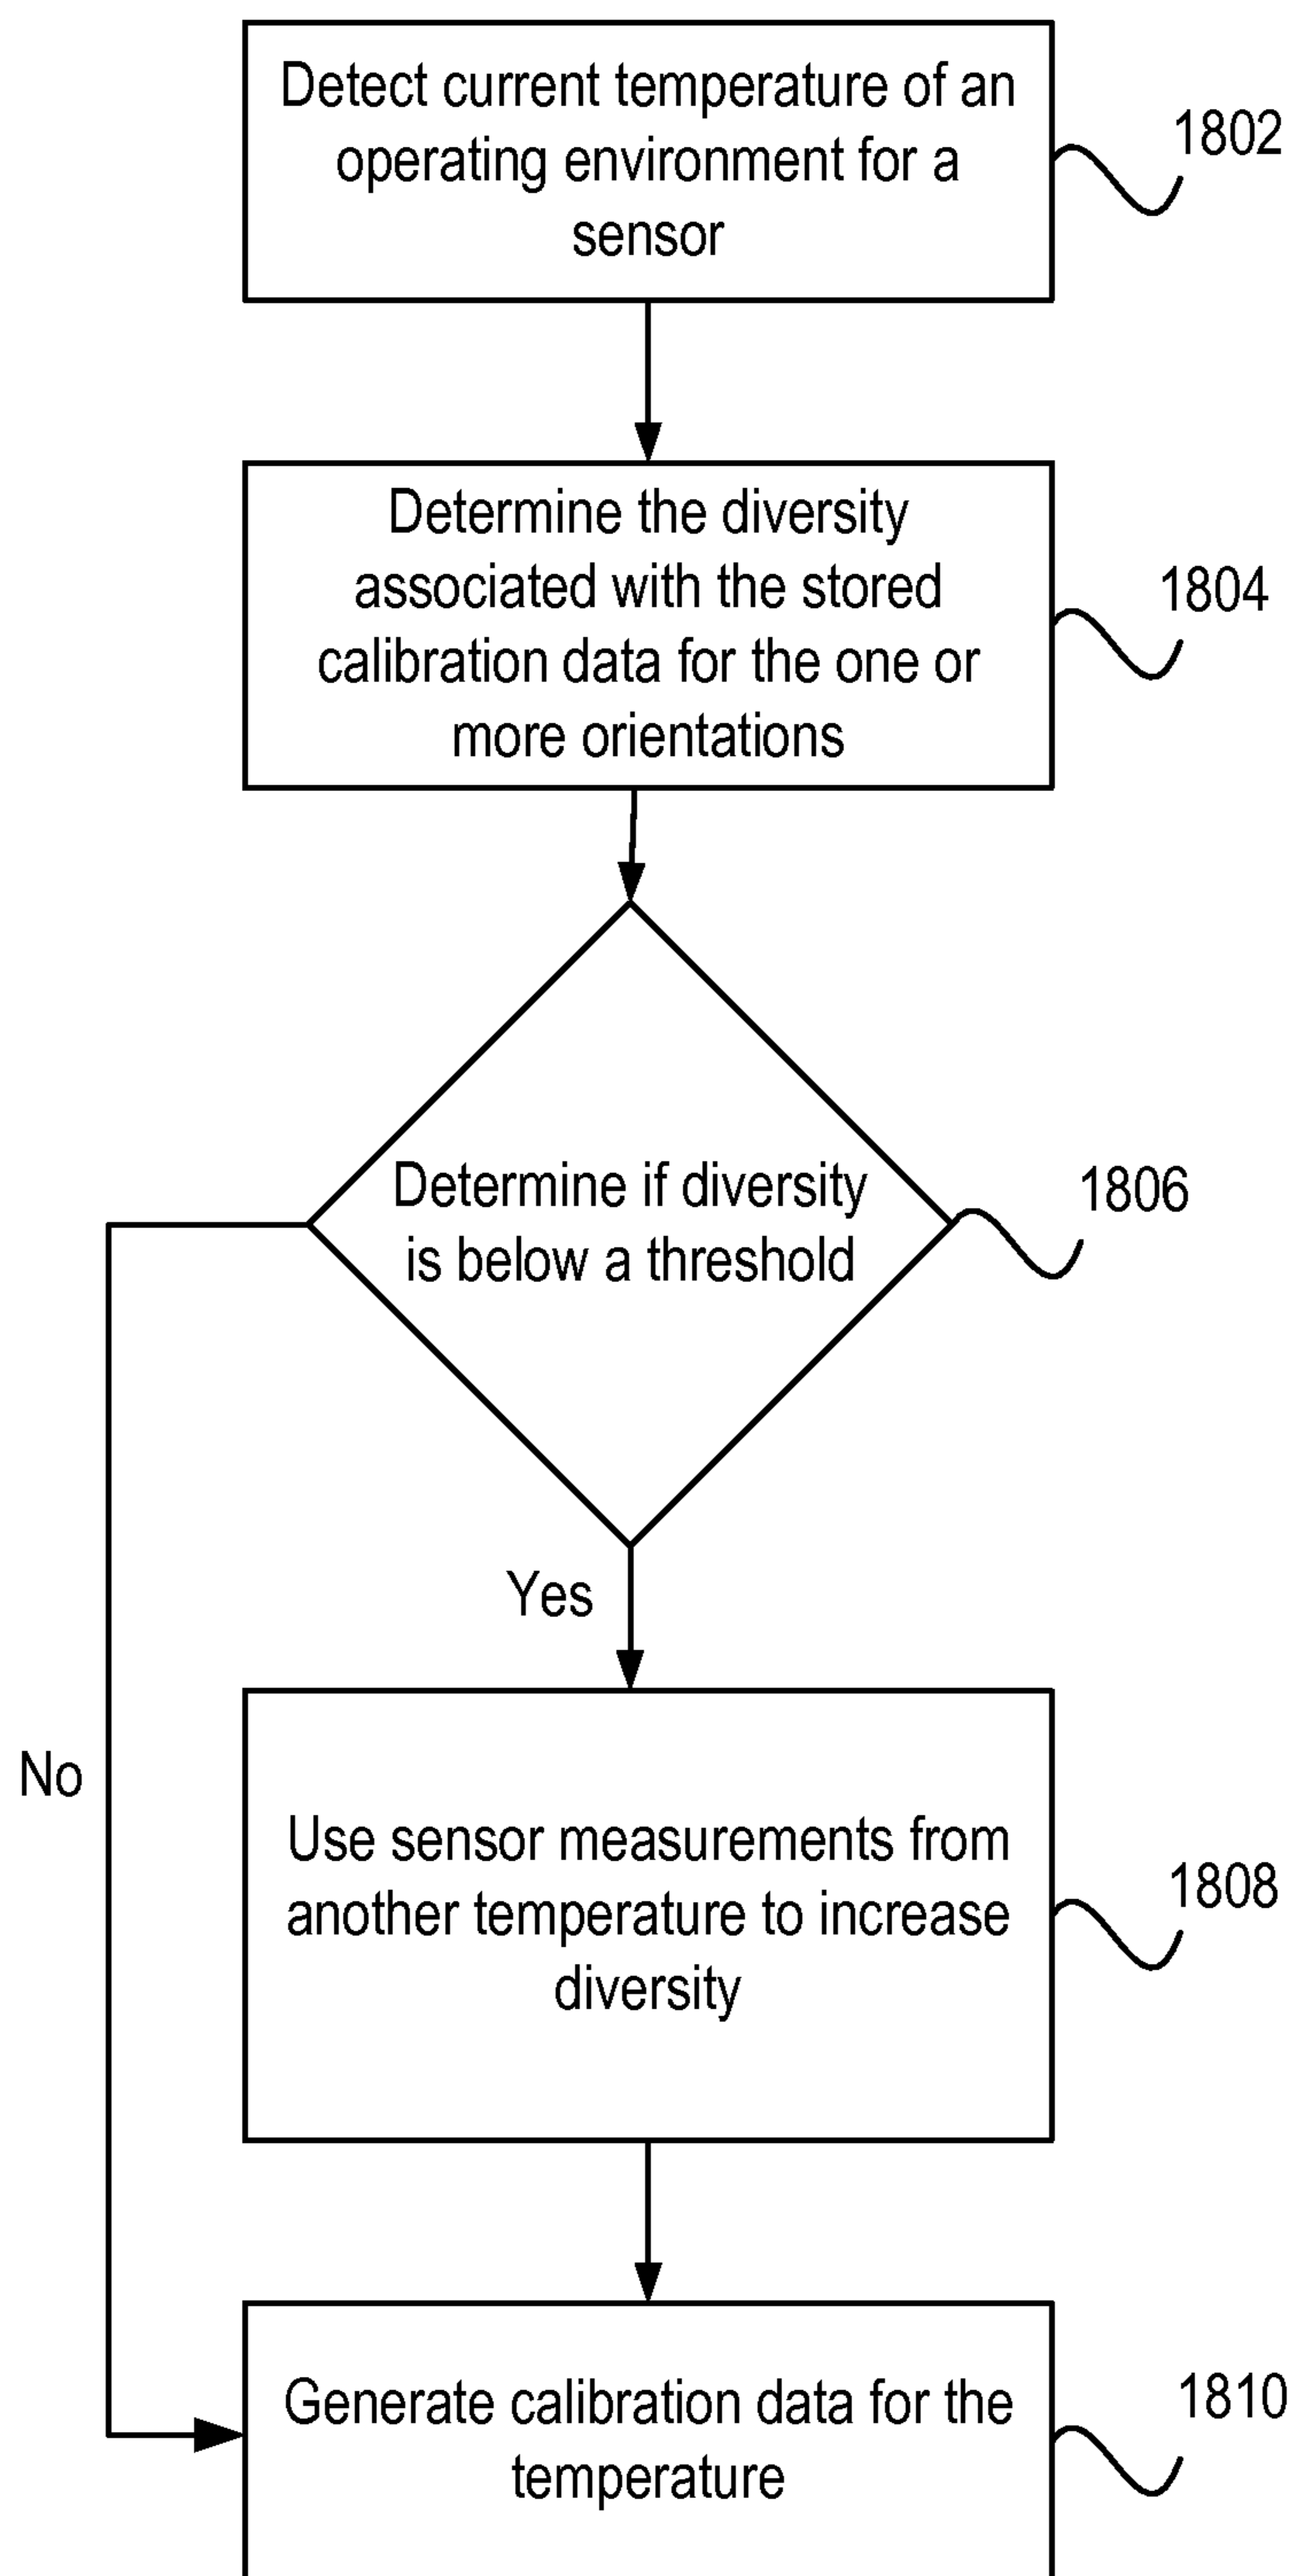 Detect current temperature of an
operating environment for a
sensor
1802
Determine the diversity
associated with the stored
calibration data for the one or
more orientations
1804
Determine if diversity
is below a threshold
1806
Yes
No
Use sensor measurements from
another temperature to increase
diversity
1808
Generate calibration data for the
temperature
1810